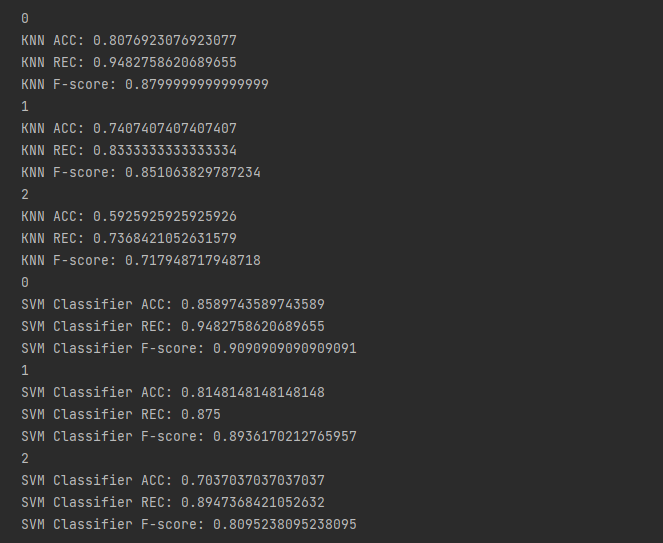 0
KNN ACC: 0.8076923076923077
KNN REC: 0.9482758620689655
KNN F-score: 0.8799999999999999
1
KNN ACC: 0.7407407407407407
KNN REC: 0.8333333333333334
KNN F-score: 0.851063829787234
2
KNN ACC: 0.5925925925925926
KNN REC: 0.7368421052631579
KNN F-score: 0.717948717948718
0
SVM Classifier ACC: 0.8589743589743589
SVM Classifier REC: 0.9482758620689655
SVM Classifier F-score: 0.9090909090909091
1
SVM Classifier ACC: 0.8148148148148148
SVM Classifier REC: 0.875
SVM Classifier F-score: 0.8936170212765957
2
SVM Classifier ACC: 0.7037037037037037
SVM Classifier REC: 0.8947368421052632
SVM Classifier F-score: 0.8095238095238095